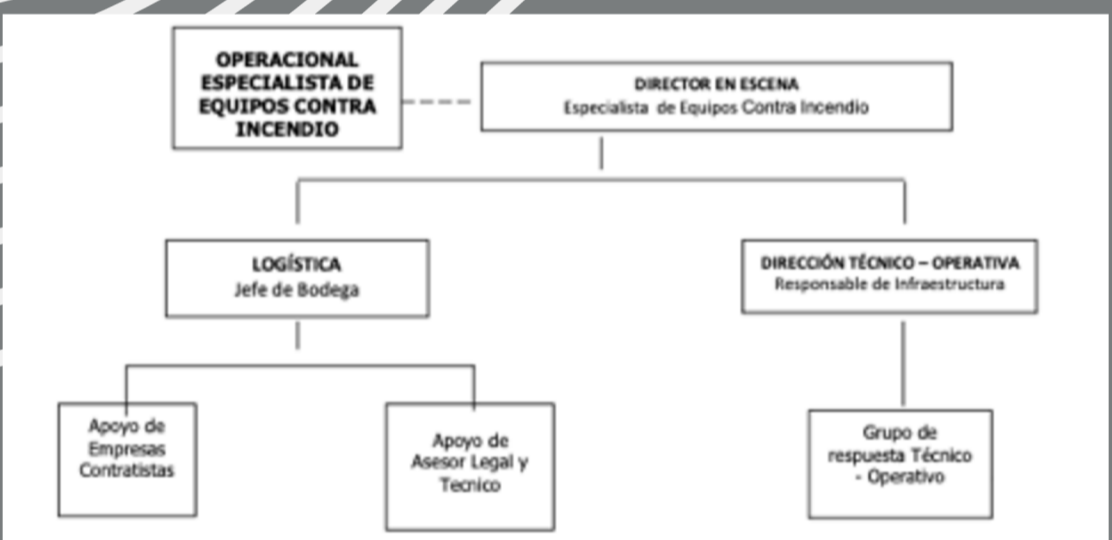 OPERACIONAL
ESPECIALISTA DE
EQUIPOS CONTRA
INCENDIO
DIRECTOR EN ESCENA
Especialista de Equipos Contra Incendio
LOGÍSTICA
Jefe de Bodega
DIRECCIÓN TÉCNICO – OPERATIVA
Responsable de Infraestructura
Apoyo de
Empresas
Contratistas
Apoyo de
Asesor Legal y
Tecnico
Grupo de
respuesta Técnico
- Operativo